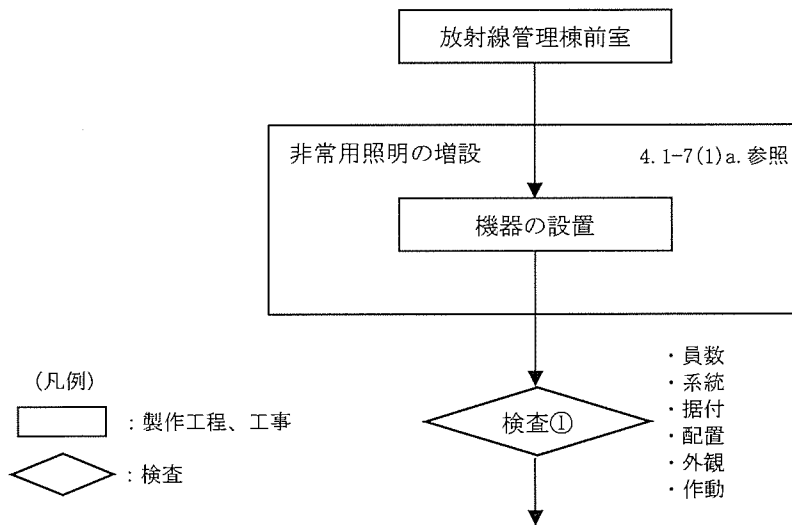 放射線管理棟前室
非常用照明の増設
4.1-7(1)a.参照
機器の設置
・員数
・系統
・据付
・配置
・外観
・作動
検査①
(凡例)
：製作工程、工事
：検査